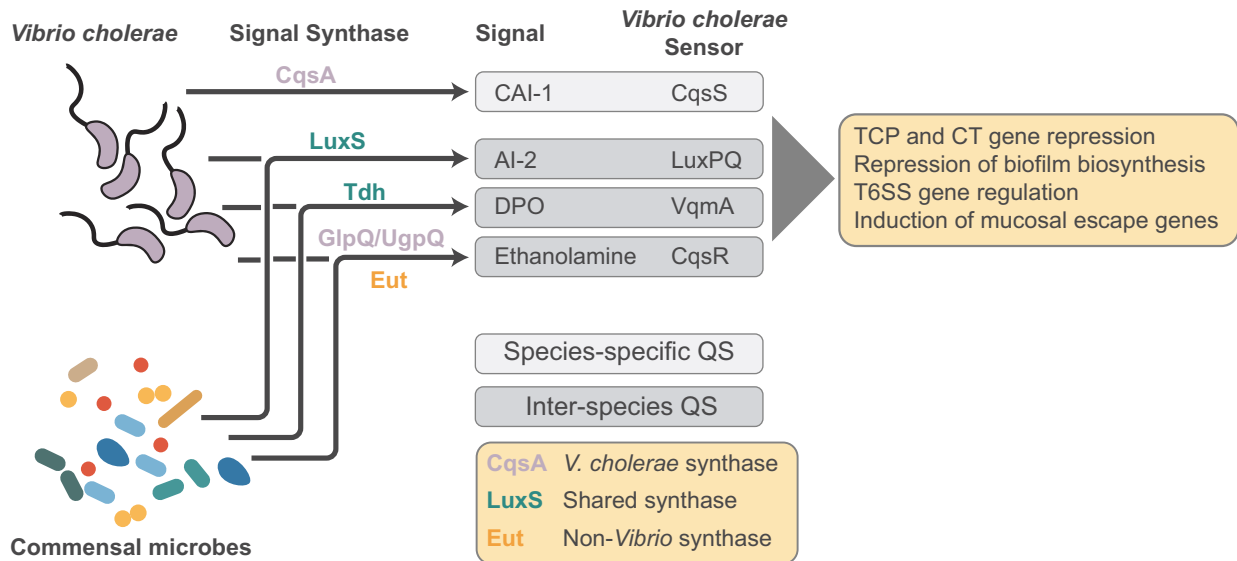 Vibrio cholerae
Signal Synthase
Signal
Vibrio cholerae
Sensor
CqsA
CAI-1
CqsS
LuxS
AI-2
LuxPQ
Tdh
DPO
VqmA
GlpQ/UgpQ
Eut
Ethanolamine
CqsR
TCP and CT gene repression
Repression of biofilm biosynthesis
T6SS gene regulation
Induction of mucosal escape genes
Species-specific QS
Inter-species QS
CqsA V. cholerae synthase
LuxS Shared synthase
Eut Non-Vibrio synthase
Commensal microbes